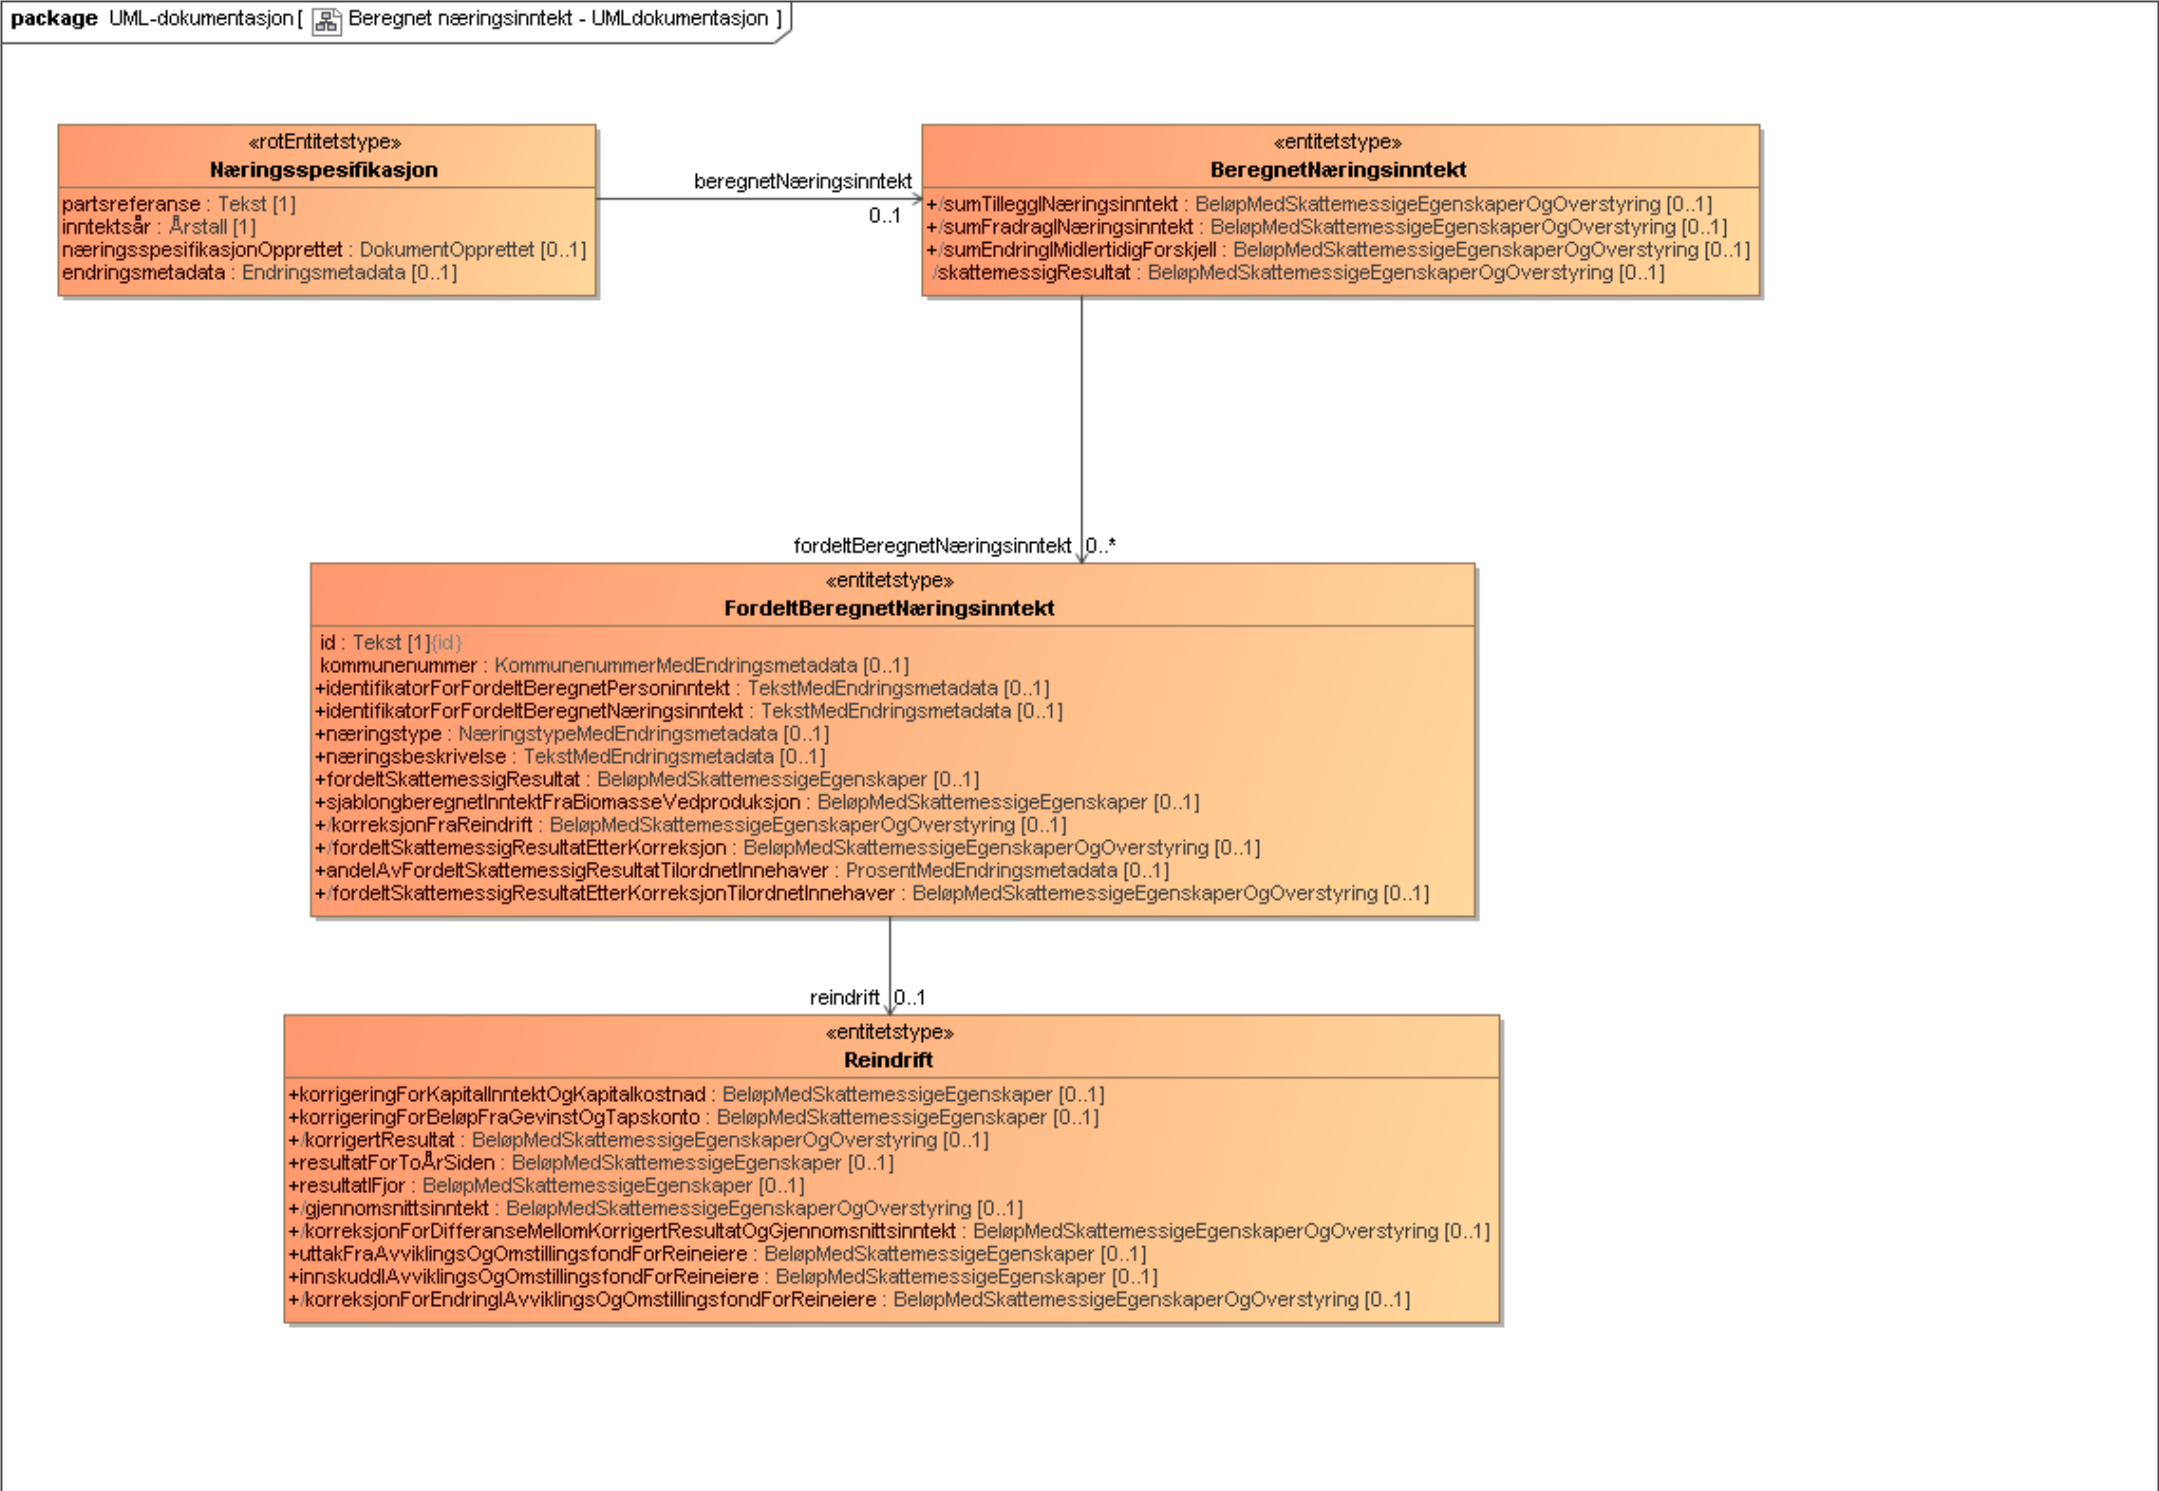 package UML-dokumentasjon[ Beregnet næringsinntekt - UMLdokumentasjon ]
«rotEntitetstype»
Næringsspesifikasjon
partsreferanse : Tekst [1]
inntektsår : Årstall [1]
næringsspesifikasjonOpprettet : DokumentOpprettet [0..1]
endringsmetadata : Endringsmetadata [0..1]
beregnetNæringsinntekt
0..1
«entitetstype»
BeregnetNæringsinntekt
+/sumTilleggINæringsinntekt : BeløpMedSkattemessigeEgenskaperOgOverstyring [0..1]
+/sumFradragINæringsinntekt : BeløpMedSkattemessigeEgenskaperOgOverstyring [0..1]
+/sumEndringIMidlertidigForskjell : BeløpMedSkattemessigeEgenskaperOgOverstyring [0..1]
/skattemessigResultat : BeløpMedSkattemessigeEgenskaperOgOverstyring [0..1]
fordeltBeregnetNæringsinntekt 0..*
«entitetstype»
FordeltBeregnetNæringsinntekt
id : Tekst [1]{id}
kommunenummer : KommunenummerMedEndringsmetadata [0..1]
+identifikatorForFordeltBeregnetPersoninntekt : TekstMedEndringsmetadata [0..1]
+identifikatorForFordeltBeregnetNæringsinntekt : TekstMedEndringsmetadata [0..1]
+næringstype : NæringstypeMedEndringsmetadata [0..1]
+næringsbeskrivelse : TekstMedEndringsmetadata [0..1]
+fordeltSkattemessigResultat : BeløpMedSkattemessigeEgenskaper [0..1]
+sjablongberegnetInntektFraBiomasseVedproduksjon : BeløpMedSkattemessigeEgenskaper [0..1]
+/korreksjonFraReindrift : BeløpMedSkattemessigeEgenskaperOgOverstyring [0..1]
+/fordeltSkattemessigResultatEtterKorreksjon : BeløpMedSkattemessigeEgenskaperOgOverstyring [0..1]
+andelAvFordeltSkattemessigResultatTilordnetInnehaver : ProsentMedEndringsmetadata [0..1]
+/fordeltSkattemessigResultatEtterKorreksjonTilordnetInnehaver : BeløpMedSkattemessigeEgenskaperOgOverstyring [0..1]
reindrift 0..1
«entitetstype»
Reindrift
+korrigeringForKapitalInntektOgKapitalkostnad : BeløpMedSkattemessigeEgenskaper [0..1]
+korrigeringForBeløpFraGevinstOgTapskonto : BeløpMedSkattemessigeEgenskaper [0..1]
+/korrigertResultat : BeløpMedSkattemessigeEgenskaperOgOverstyring [0..1]
+resultatForToÅrSiden : BeløpMedSkattemessigeEgenskaper [0..1]
+resultatIFjor : BeløpMedSkattemessigeEgenskaper [0..1]
+/gjennomsnittsinntekt : BeløpMedSkattemessigeEgenskaperOgOverstyring [0..1]
+/korreksjonForDifferanseMellomKorrigertResultatOgGjennomsnittsinntekt : BeløpMedSkattemessigeEgenskaperOgOverstyring [0..1]
+uttakFraAvviklingsOgOmstillingsfondForReineiere : BeløpMedSkattemessigeEgenskaper [0..1]
+innskuddIAvviklingsOgOmstillingsfondForReineiere : BeløpMedSkattemessigeEgenskaper [0..1]
+/korreksjonForEndringIAvviklingsOgOmstillingsfondForReineiere : BeløpMedSkattemessigeEgenskaperOgOverstyring [0..1]